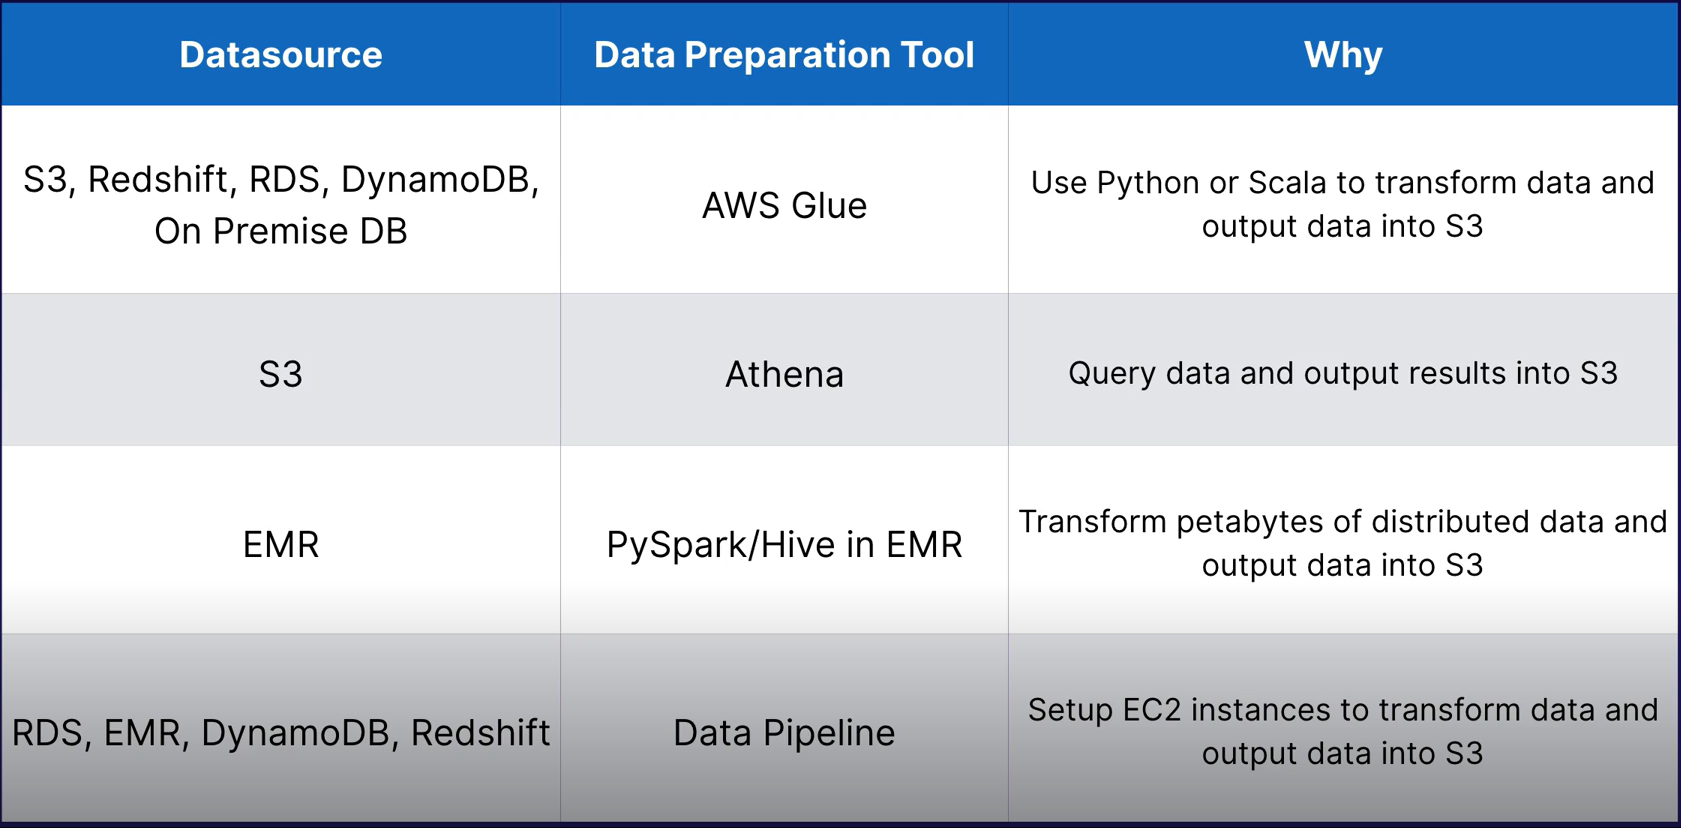 Datasource
Data Preparation Tool
Why
S3, Redshift, RDS, DynamoDB,
On Premise DB
AWS Glue
Use Python or Scala to transform data and
output data into S3
S3
Athena
Query data and output results into S3
EMR
PySpark/Hive in EMR
Transform petabytes of distributed data and
output data into S3
RDS, EMR, DynamoDB, Redshift
Data Pipeline
Setup EC2 instances to transform data and
output data into S3